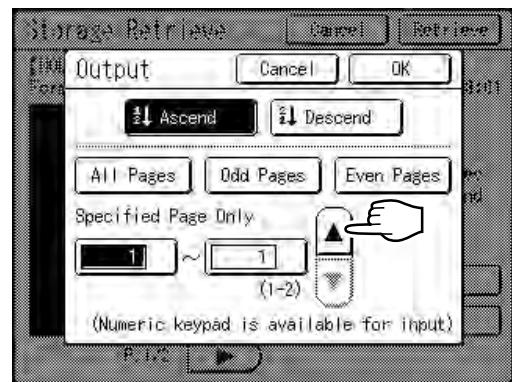 Storage Retrieve Cancel Retrieve
Output Cancel OK
Ascend Descend
All Pages Odd Pages Even Pages
Specified Page Only
1 ~ 1
(1-2)
(Numeric keypad is available for input)
P. 1/2